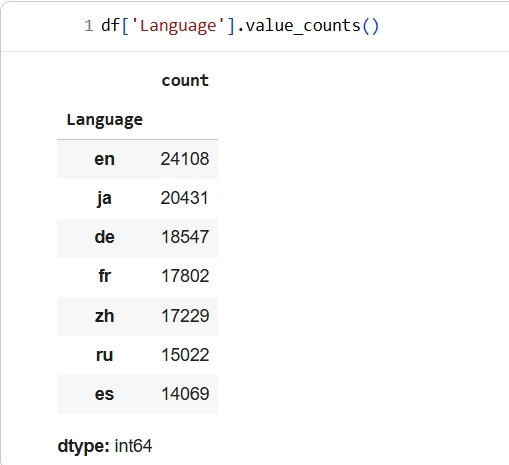 1 df['Language'].value_counts()
count
Language
en 24108
ja 20431
de 18547
fr 17802
zh 17229
ru 15022
es 14069
dtype: int64